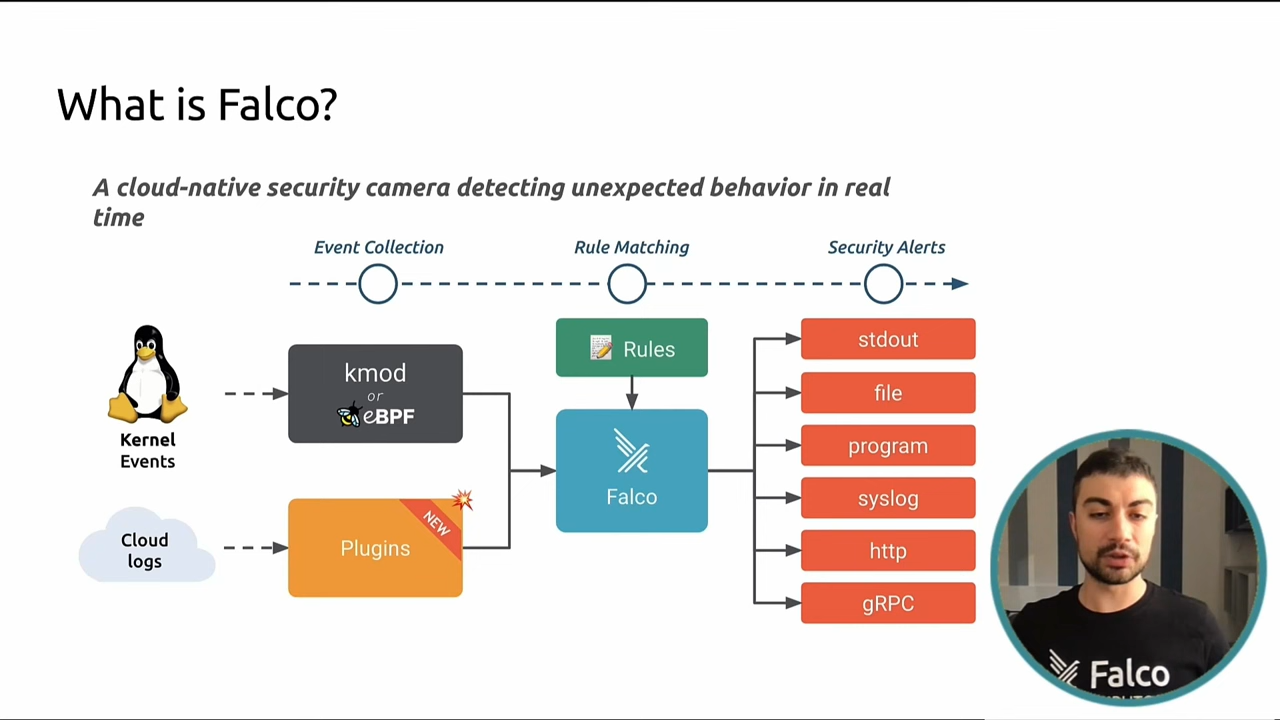 What is Falco?
A cloud-native security camera detecting unexpected behavior in real
time
Event Collection
Rule Matching
Security Alerts
Kernel
Events
kmod
or
eBPF
Cloud
logs
Plugins
NEW
Rules
Falco
stdout
file
program
syslog
http
gRPC
Falco